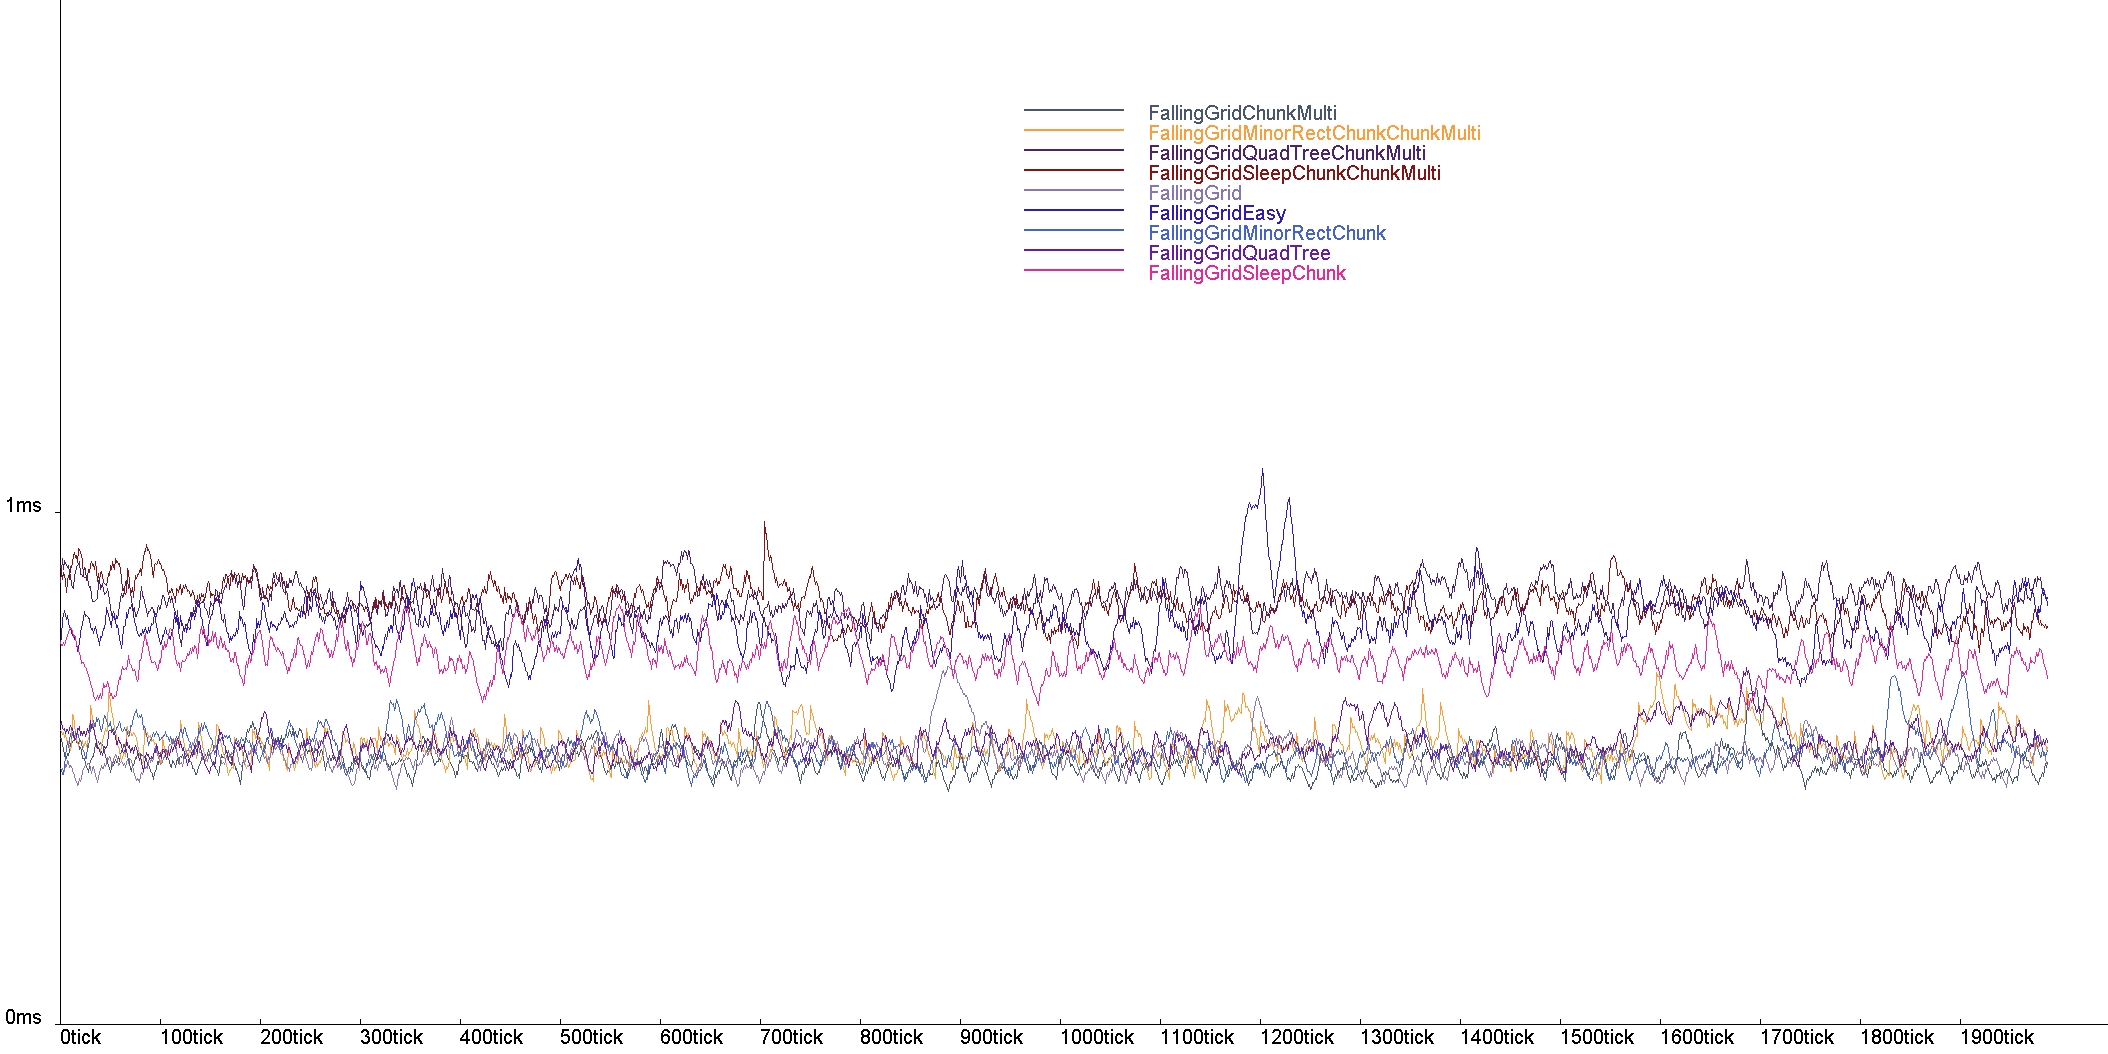 FallingGridChunkMulti
FallingGridMinorRectChunkChunkMulti
FallingGridQuadTreeChunkMulti
FallingGridSleepChunkChunkMulti
FallingGrid
FallingGridEasy
FallingGridMinorRectChunk
FallingGridQuadTree
FallingGridSleepChunk
1ms
0ms
0tick 100tick 200tick 300tick 400tick 500tick 600tick 700tick 800tick 900tick 1000tick 1100tick 1200tick 1300tick 1400tick 1500tick 1600tick 1700tick 1800tick 1900tick